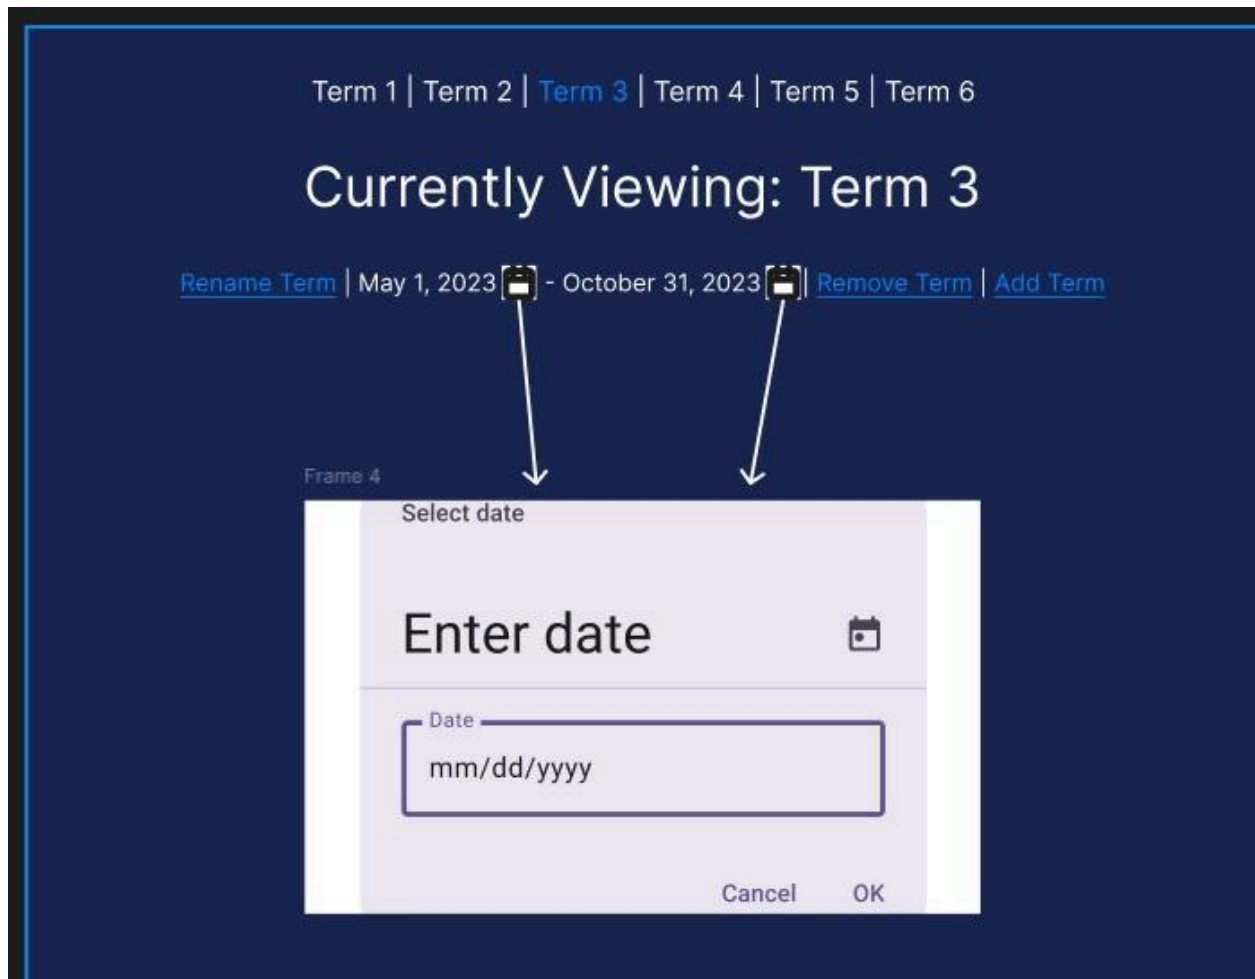 Term 1 | Term 2 | Term 3 | Term 4 | Term 5 | Term 6
Currently Viewing: Term 3
Rename Term | May 1, 2023 - October 31, 2023 | Remove Term | Add Term
Frame 4
Select date
Enter date
Date
mm/dd/yyyy
Cancel OK